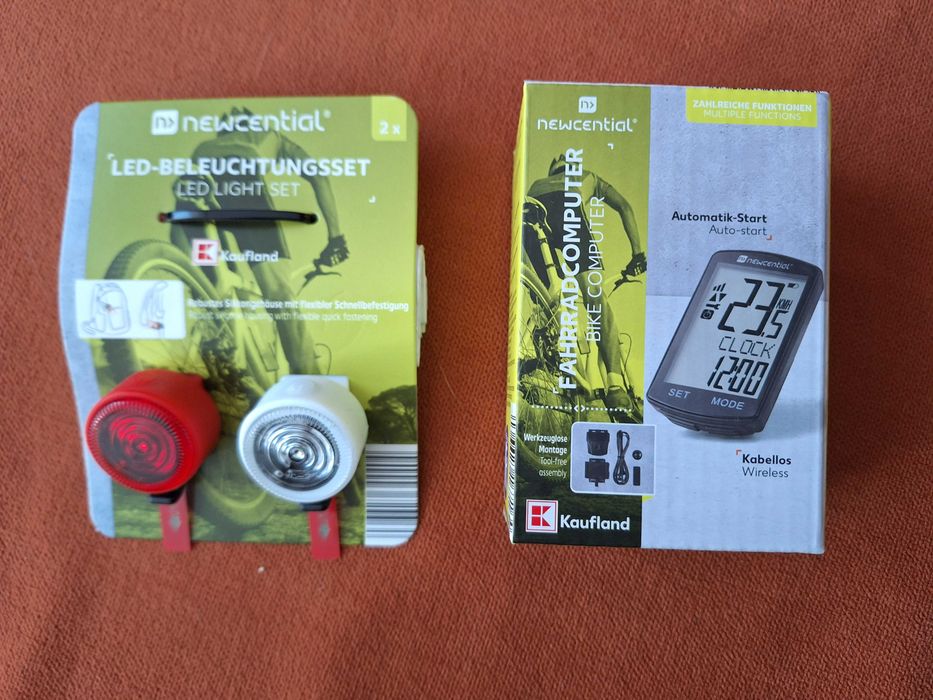 newcential®
2x
LED-BELEUCHTUNGSSET
LED LIGHT SET
Kaufland
Robustes Silikongehäuse mit flexibler Schnellbefestigung
Robust silicone housing with flexible quick fastening
newcential®
ZAHLREICHE FUNKTIONEN
MULTIPLE FUNCTIONS
FAHRRADCOMPUTER
BIKE COMPUTER
Automatik-Start
Auto-start
newcential®
23.5
KMH
CLOCK
12:00
SET MODE
Werkzeuglose
Montage
Tool-free
assembly
Kabellos
Wireless
Kaufland